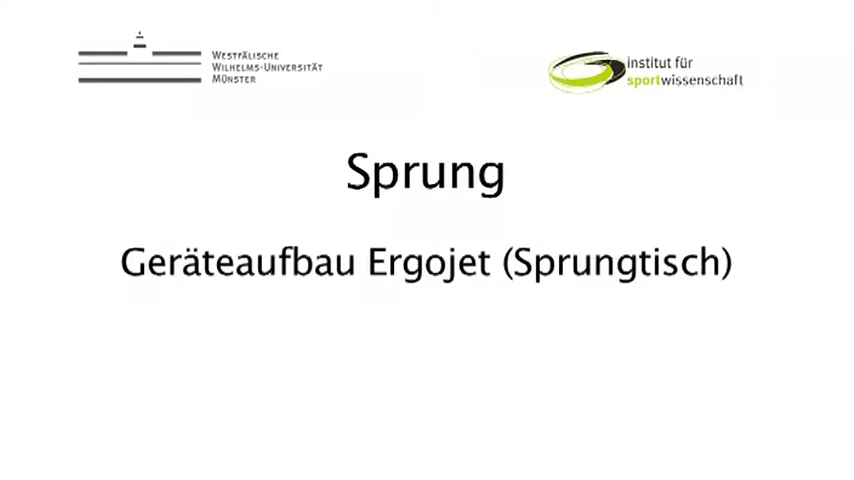 Westfälische
Wilhelms-Universität
Münster
institut für
sportwissenschaft
Sprung
Geräteaufbau Ergojet (Sprungtisch)